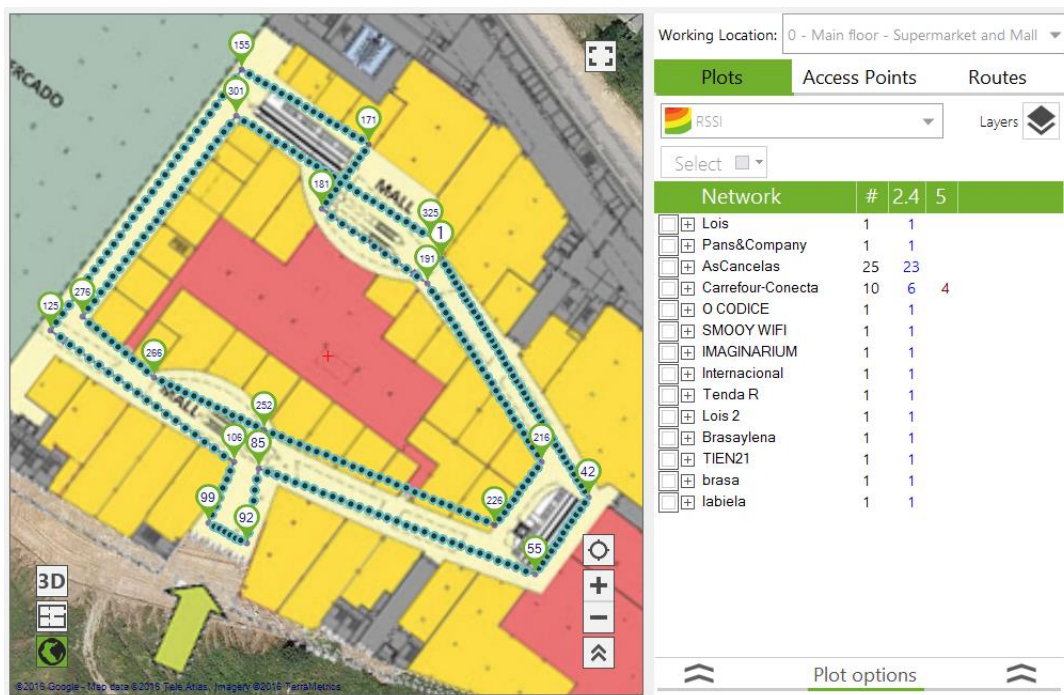 155
ERCADO
301
171
MALL
181
325
1
191
276
125
266
MALL
252
106
85
216
42
99
92
226
55
3D
©2016 Google - Map data ©2016 Tele Atlas, Imagery ©2016 TerraMetrics
Working Location: 0 - Main floor - Supermarket and Mall
Plots Access Points Routes
RSSI Layers
Select
Network # 2.4 5
Lois 1 1
Pans&Company 1 1
AsCancelas 25 23
Carrefour-Conecta 10 6 4
O CODICE 1 1
SMOOY WIFI 1 1
IMAGINARIUM 1 1
Internacional 1 1
Tenda R 1 1
Lois 2 1 1
Brasaylena 1 1
TIEN21 1 1
brasa 1 1
labiela 1 1
Plot options